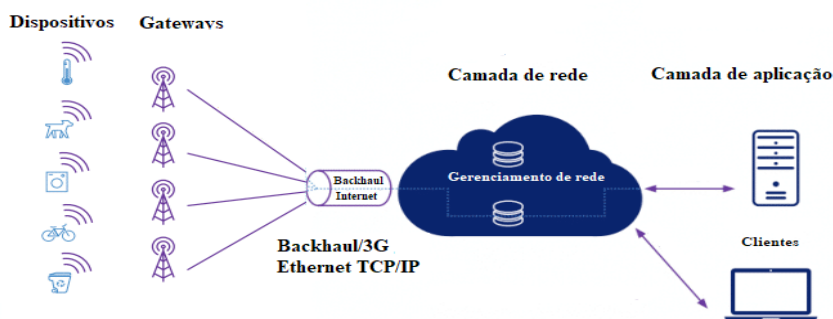 Dispositivos
Gateways
Camada de rede
Camada de aplicação
Backhaul
Internet
Gerenciamento de rede
Backhaul/3G
Ethernet TCP/IP
Clientes